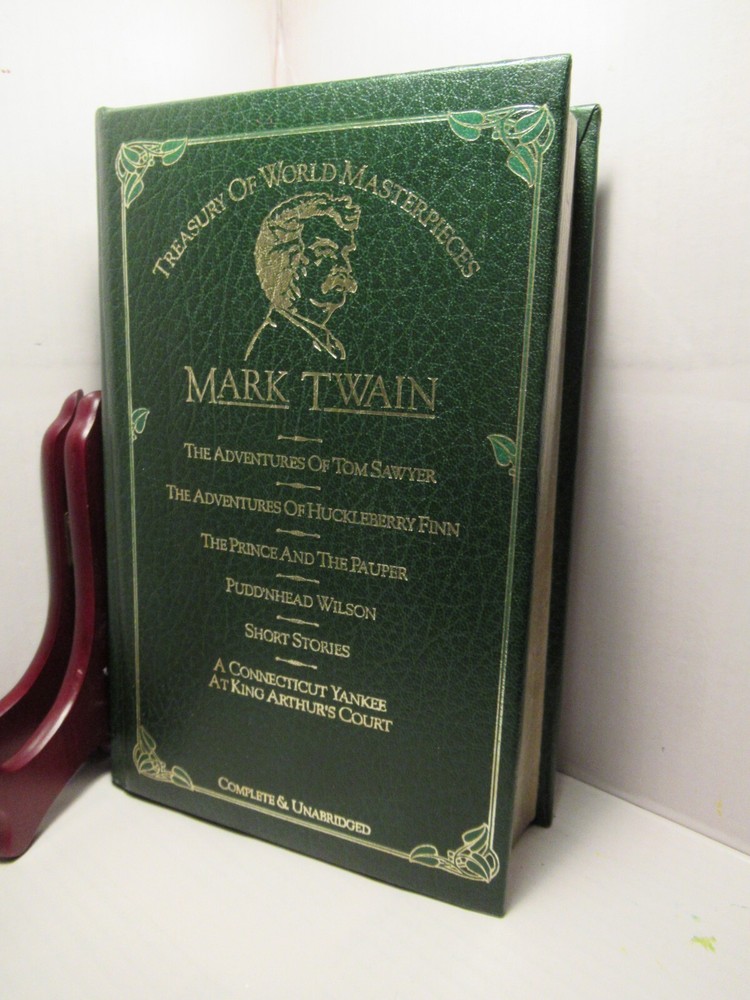 Treasury Of World Masterpieces
Mark Twain
The Adventures Of Tom Sawyer
The Adventures Of Huckleberry Finn
The Prince And The Pauper
Pudd'nhead Wilson
Short Stories
A Connecticut Yankee
At King Arthur's Court
Complete & Unabridged